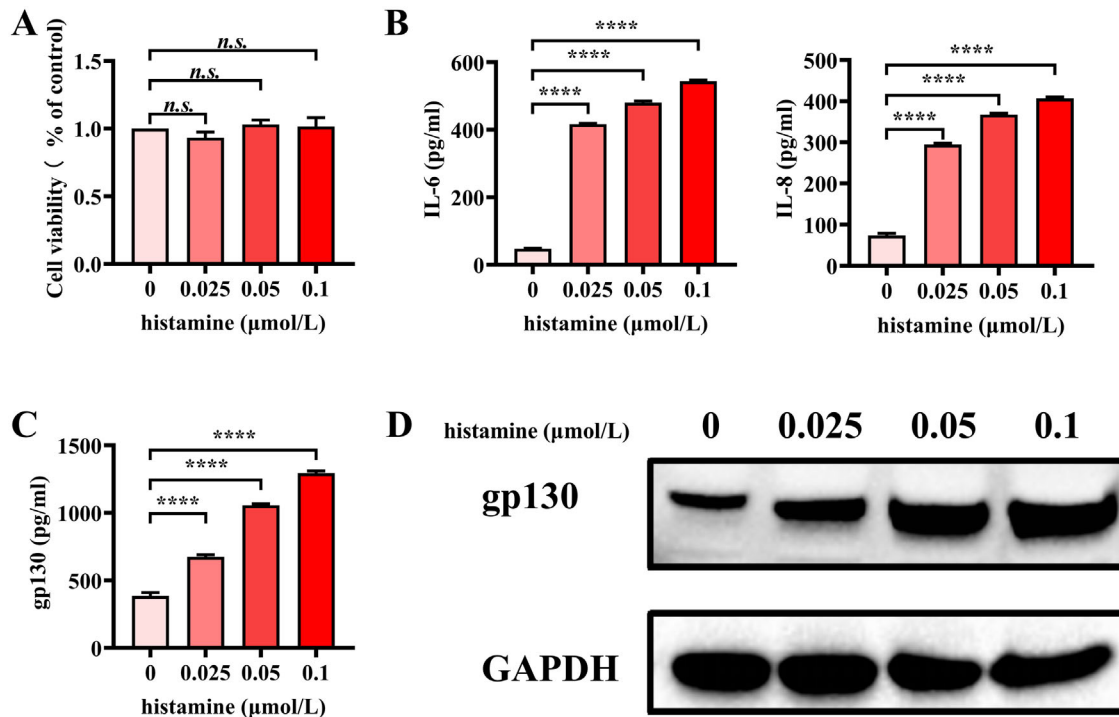 A
Cell viability ( % of control)
1.5
1.0
0.5
0.0
n.s.
n.s.
n.s.
0 0.025 0.05 0.1
histamine (μmol/L)
B
IL-6 (pg/ml)
600
400
200
0
****
****
****
0 0.025 0.05 0.1
histamine (μmol/L)
IL-8 (pg/ml)
500
400
300
200
100
0
****
****
****
0 0.025 0.05 0.1
histamine (μmol/L)
C
gp130 (pg/ml)
1500
1000
500
0
****
****
****
0 0.025 0.05 0.1
histamine (μmol/L)
D
histamine (μmol/L) 0 0.025 0.05 0.1
gp130
GAPDH